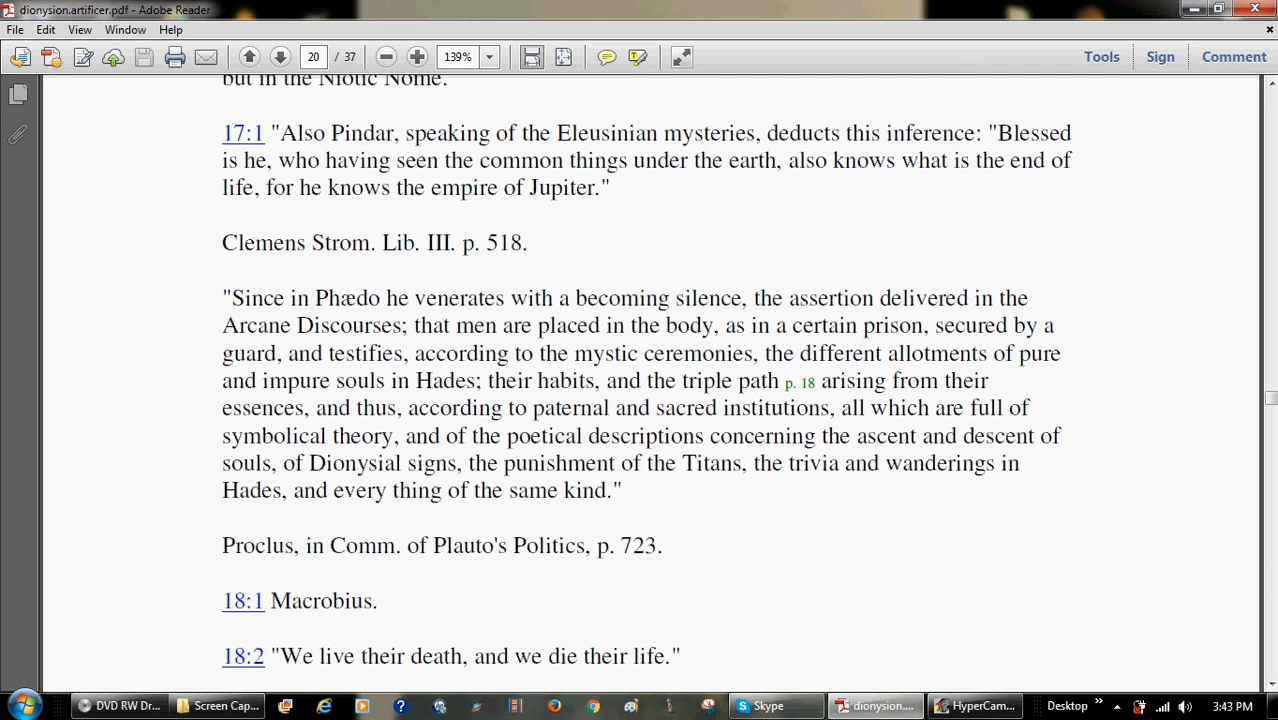 dionysion.artificer.pdf - Adobe Reader
File Edit View Window Help
20 / 37 139% Tools Sign Comment
but in the Niotic Nome.
17:1 "Also Pindar, speaking of the Eleusinian mysteries, deducts this inference: "Blessed
is he, who having seen the common things under the earth, also knows what is the end of
life, for he knows the empire of Jupiter."
Clemens Strom. Lib. III. p. 518.
"Since in Phædo he venerates with a becoming silence, the assertion delivered in the
Arcane Discourses; that men are placed in the body, as in a certain prison, secured by a
guard, and testifies, according to the mystic ceremonies, the different allotments of pure
and impure souls in Hades; their habits, and the triple path p. 18 arising from their
essences, and thus, according to paternal and sacred institutions, all which are full of
symbolical theory, and of the poetical descriptions concerning the ascent and descent of
souls, of Dionysial signs, the punishment of the Titans, the trivia and wanderings in
Hades, and every thing of the same kind."
Proclus, in Comm. of Plauto's Politics, p. 723.
18:1 Macrobius.
18:2 "We live their death, and we die their life."
DVD RW Dr... Screen Cap... Skype dionysion.... HyperCam... Desktop » 3:43 PM